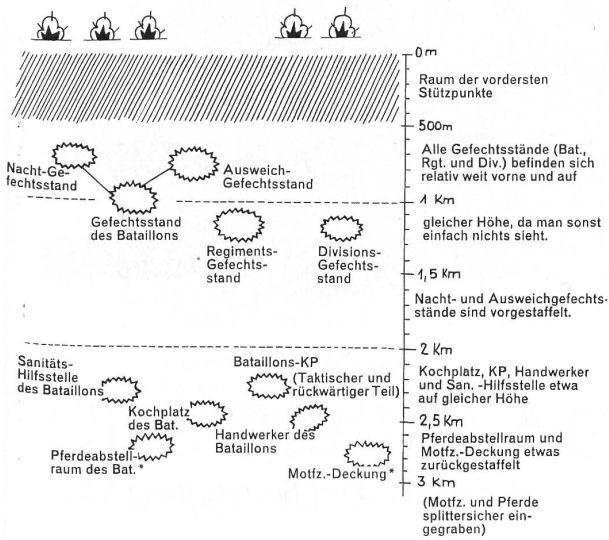 0 m
Raum der vordersten
Stützpunkte
500m
Nacht-Ge-
fechtsstand
Ausweich-
Gefechtsstand
Alle Gefechtsstände (Bat.,
Rgt. und Div.) befinden sich
relativ weit vorne und auf
1 Km
Gefechtsstand
des Bataillons
Regiments-
Gefechts-
stand
Divisions-
Gefechts-
stand
gleicher Höhe, da man sonst
einfach nichts sieht.
1,5 Km
Nacht- und Ausweichgefechts-
stände sind vorgestaffelt.
2 Km
Sanitäts-
Hilfsstelle
des Bataillons
Bataillons-KP
(Taktischer und
rückwärtiger Teil)
Kochplatz, KP, Handwerker
und San. -Hilfsstelle etwa
auf gleicher Höhe
Kochplatz
des Bat.
Handwerker des
Bataillons
2,5 Km
Pferdeabstell-
raum des Bat.*
Motfz.-Deckung*
Pferdeabstellraum und
Motfz.-Deckung etwas
zurückgestaffelt
3 Km
(Motfz. und Pferde
splittersicher ein-
gegraben)